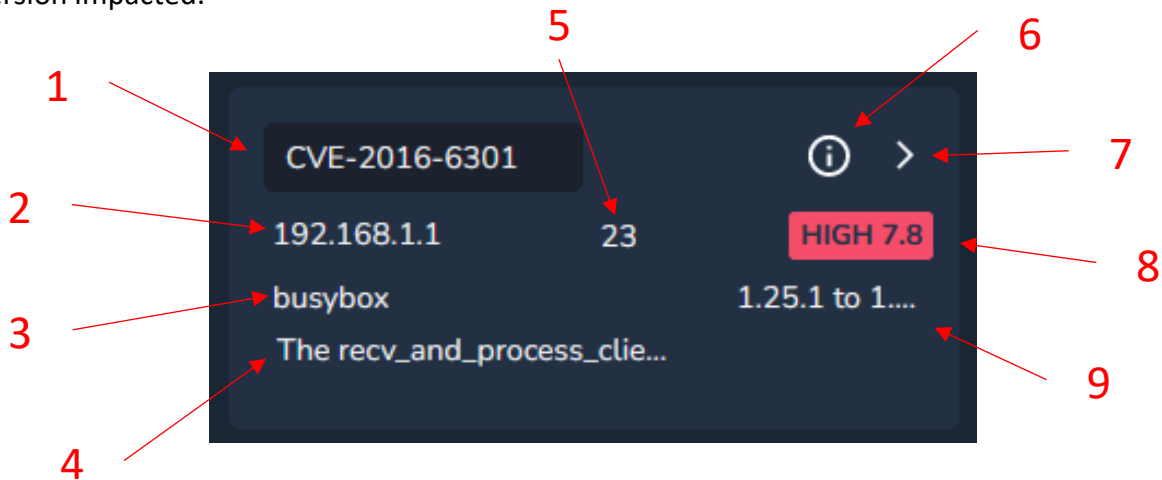 ersion impacted.
5
6
1
CVE-2016-6301
7
2
192.168.1.1 23 HIGH 7.8
8
busybox 1.25.1 to 1....
3
The recv_and_process_clie...
9
4